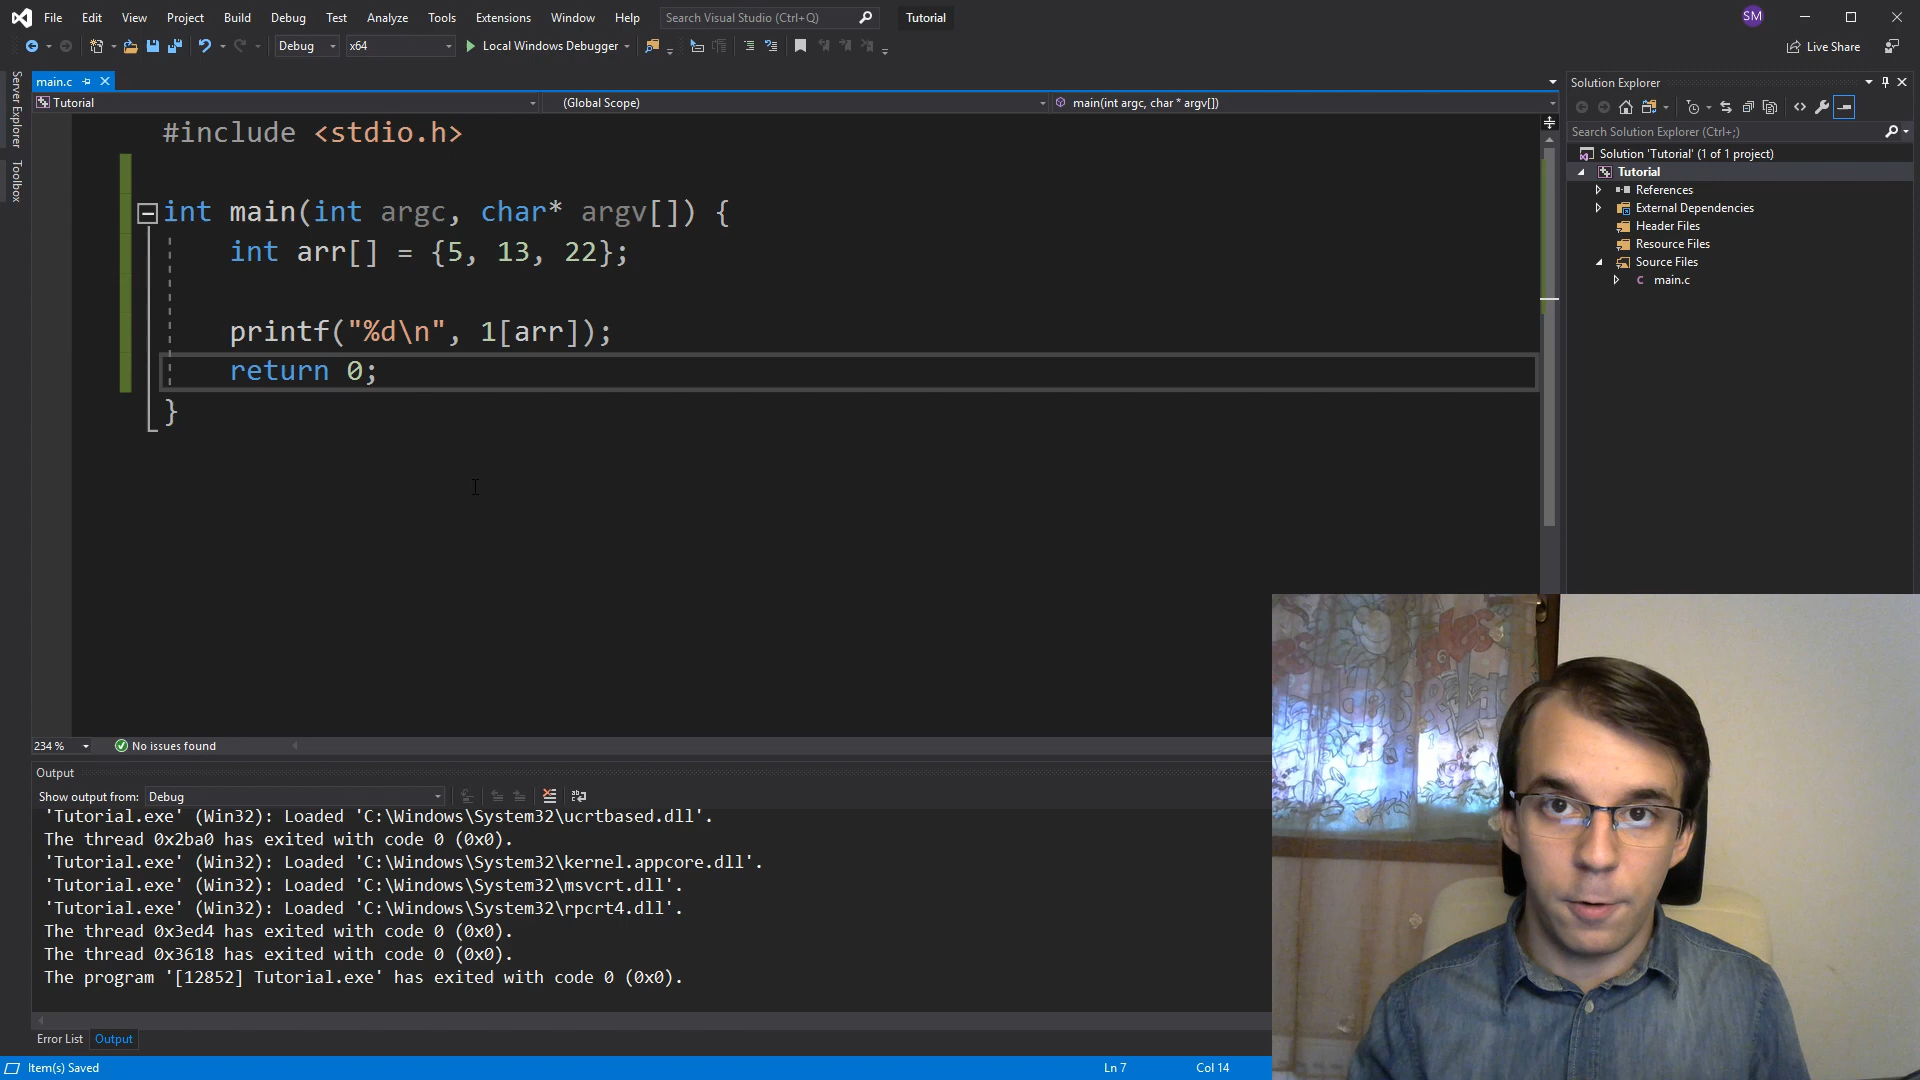 File Edit View Project Build Debug Test Analyze Tools Extensions Window Help Search Visual Studio (Ctrl+Q) Tutorial SM
Debug x64 Local Windows Debugger Live Share
Server Explorer
Toolbox
main.c
Tutorial (Global Scope) main(int argc, char * argv[])
#include <stdio.h>
int main(int argc, char* argv[]) {
int arr[] = {5, 13, 22};
printf("%d\n", 1[arr]);
return 0;
}
Solution Explorer
Search Solution Explorer (Ctrl+;)
Solution 'Tutorial' (1 of 1 project)
Tutorial
References
External Dependencies
Header Files
Resource Files
Source Files
C main.c
234 % No issues found
Output
Show output from: Debug
'Tutorial.exe' (Win32): Loaded 'C:\Windows\System32\ucrtbased.dll'.
The thread 0x2ba0 has exited with code 0 (0x0).
'Tutorial.exe' (Win32): Loaded 'C:\Windows\System32\kernel.appcore.dll'.
'Tutorial.exe' (Win32): Loaded 'C:\Windows\System32\msvcrt.dll'.
'Tutorial.exe' (Win32): Loaded 'C:\Windows\System32\rpcrt4.dll'.
The thread 0x3ed4 has exited with code 0 (0x0).
The thread 0x3618 has exited with code 0 (0x0).
The program '[12852] Tutorial.exe' has exited with code 0 (0x0).
Error List Output
Item(s) Saved Ln 7 Col 14